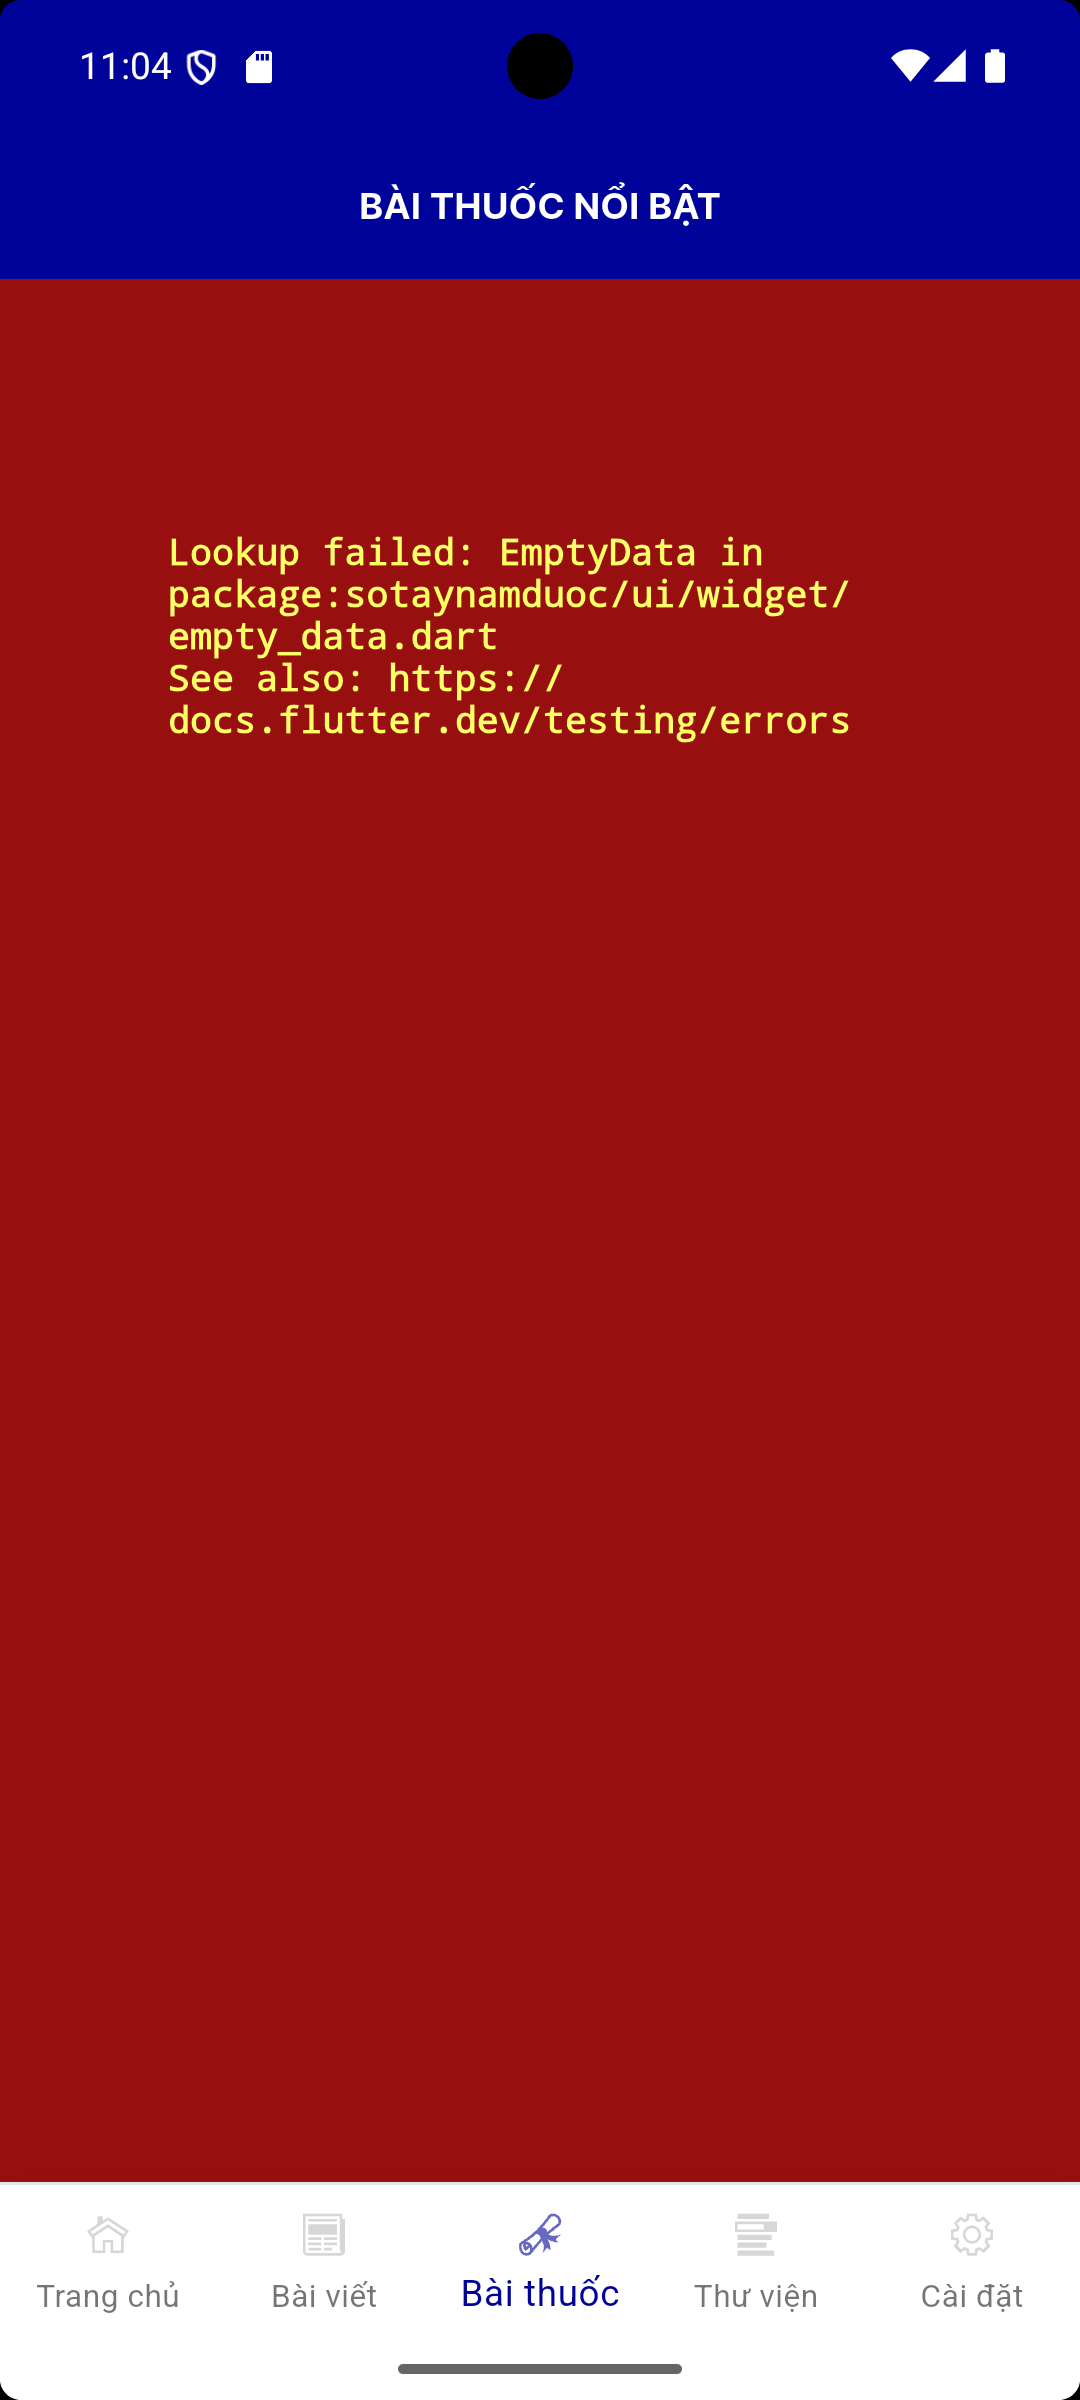 11:04
BÀI THUỐC NỔI BẬT
Lookup failed: EmptyData in
package:sotaynamduoc/ui/widget/
empty_data.dart
See also: https://
docs.flutter.dev/testing/errors
Trang chủ
Bài viết
Bài thuốc
Thư viện
Cài đặt